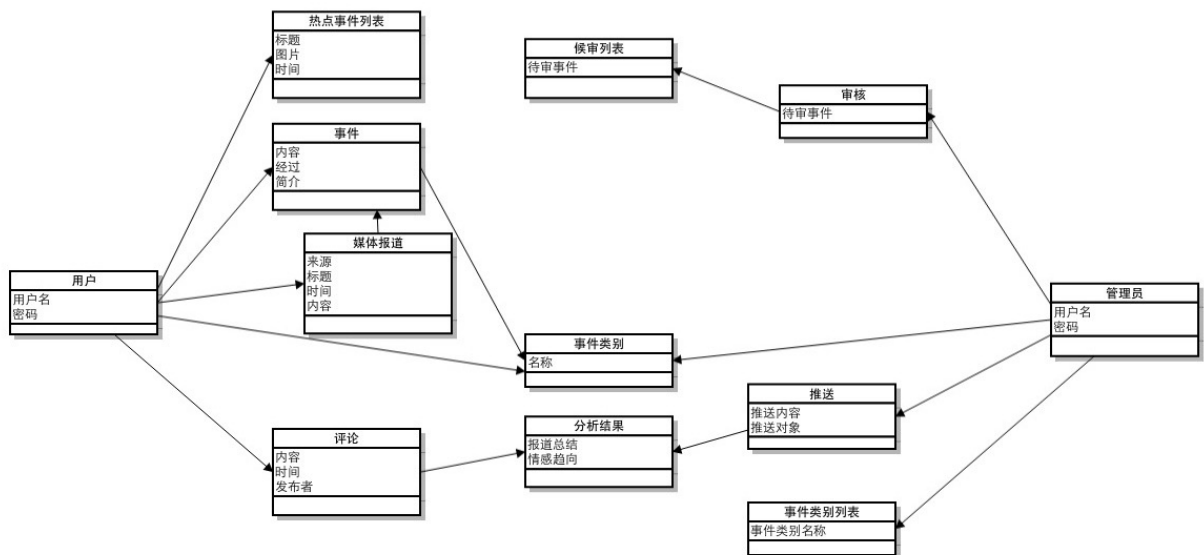 热点事件列表
标题
图片
时间
候审列表
待审事件
审核
待审事件
事件
内容
经过
简介
媒体报道
来源
标题
时间
内容
用户
用户名
密码
管理员
用户名
密码
事件类别
名称
推送
推送内容
推送对象
分析结果
报道总结
情感趋向
评论
内容
时间
发布者
事件类别列表
事件类别名称